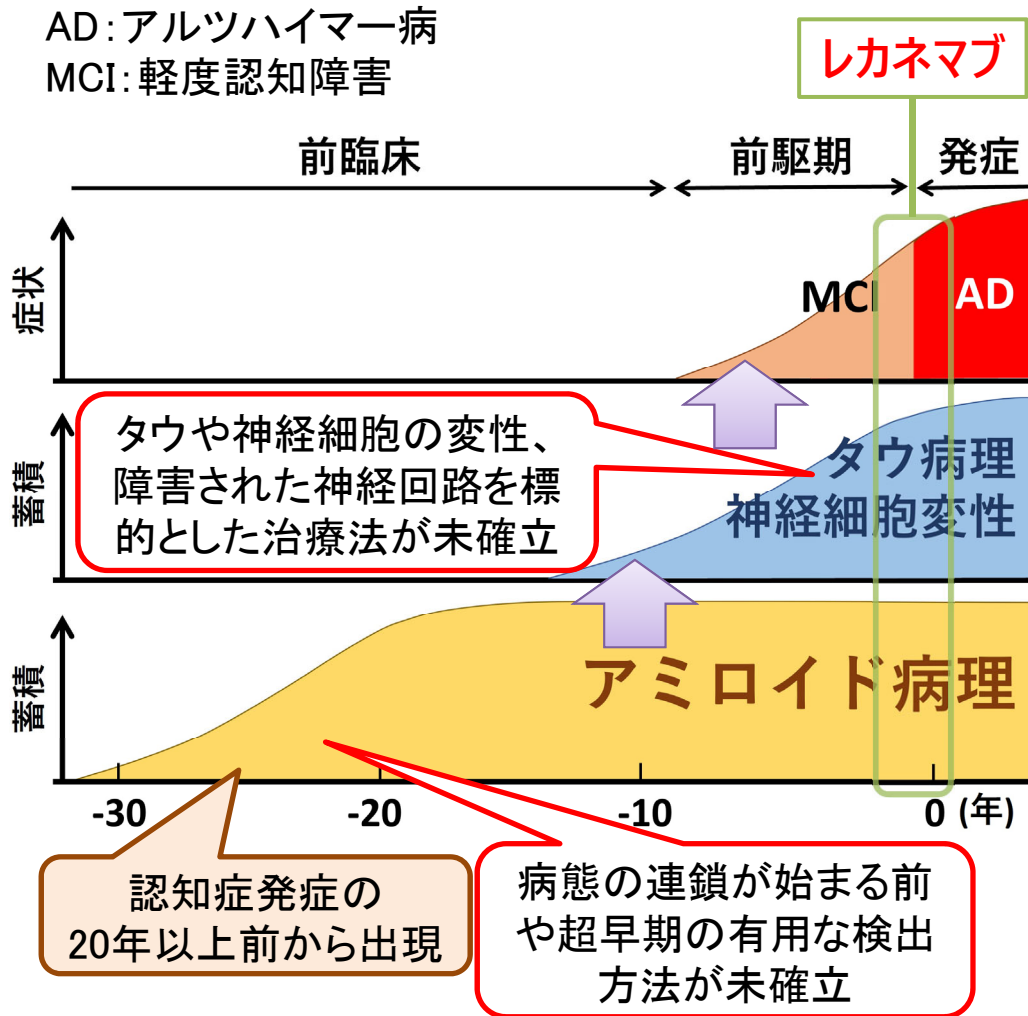 AD:アルツハイマー病
MCI:軽度認知障害
レカネマブ
前臨床
前駆期
発症
症状
MCI
AD
蓄積
タウや神経細胞の変性、
障害された神経回路を標
的とした治療法が未確立
タウ病理
神経細胞変性
蓄積
アミロイド病理
-30
-20
-10
0 (年)
認知症発症の
20年以上前から出現
病態の連鎖が始まる前
や超早期の有用な検出
方法が未確立